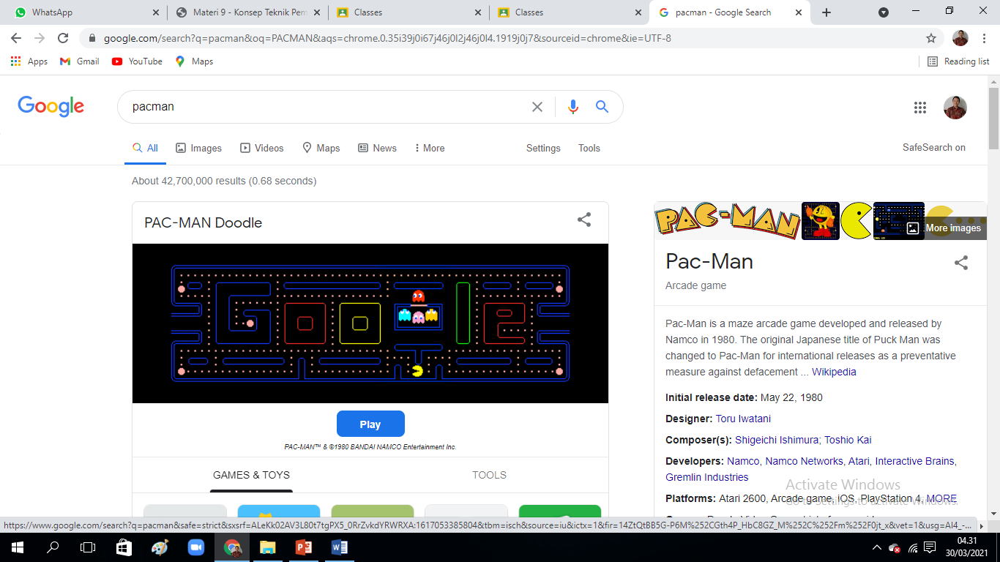 WhatsApp
Materi 9 - Konsep Teknik Pem
Classes
Classes
pacman - Google Search
google.com/search?q=pacman&oq=PACMAN&aqs=chrome.0.35i39j0i67j46j0l2j46j0l4.1919j0j7&sourceid=chrome&ie=UTF-8
Apps
Gmail
YouTube
Maps
Reading list
Google
pacman
All
Images
Videos
Maps
News
More
Settings
Tools
SafeSearch on
About 42,700,000 results (0.68 seconds)
PAC-MAN Doodle
Play
PAC-MAN™ & ©1980 BANDAI NAMCO Entertainment Inc.
GAMES & TOYS
TOOLS
PAC-MAN
More images
Pac-Man
Arcade game
Pac-Man is a maze arcade game developed and released by
Namco in 1980. The original Japanese title of Puck Man was
changed to Pac-Man for international releases as a preventative
measure against defacement ... Wikipedia
Initial release date: May 22, 1980
Designer: Toru Iwatani
Composer(s): Shigeichi Ishimura; Toshio Kai
Developers: Namco, Namco Networks, Atari, Interactive Brains,
Gremlin Industries
Platforms: Atari 2600, Arcade game, iOS, PlayStation 4, MORE
Activate Windows
Go to Settings to activate Windows.
https://www.google.com/search?q=pacman&safe=strict&sxsrf=ALeKk02AV3L80t7tgPX5_0RrZvkdYRWRXA:1617053385804&tbm=isch&source=iu&ictx=1&fir=14ZtQtBB5G-P6M%252CGth4P_HbC8GZ_M%252C%252Fm%252F0jt_x&vet=1&usg=AI4_-...
04.31
30/03/2021